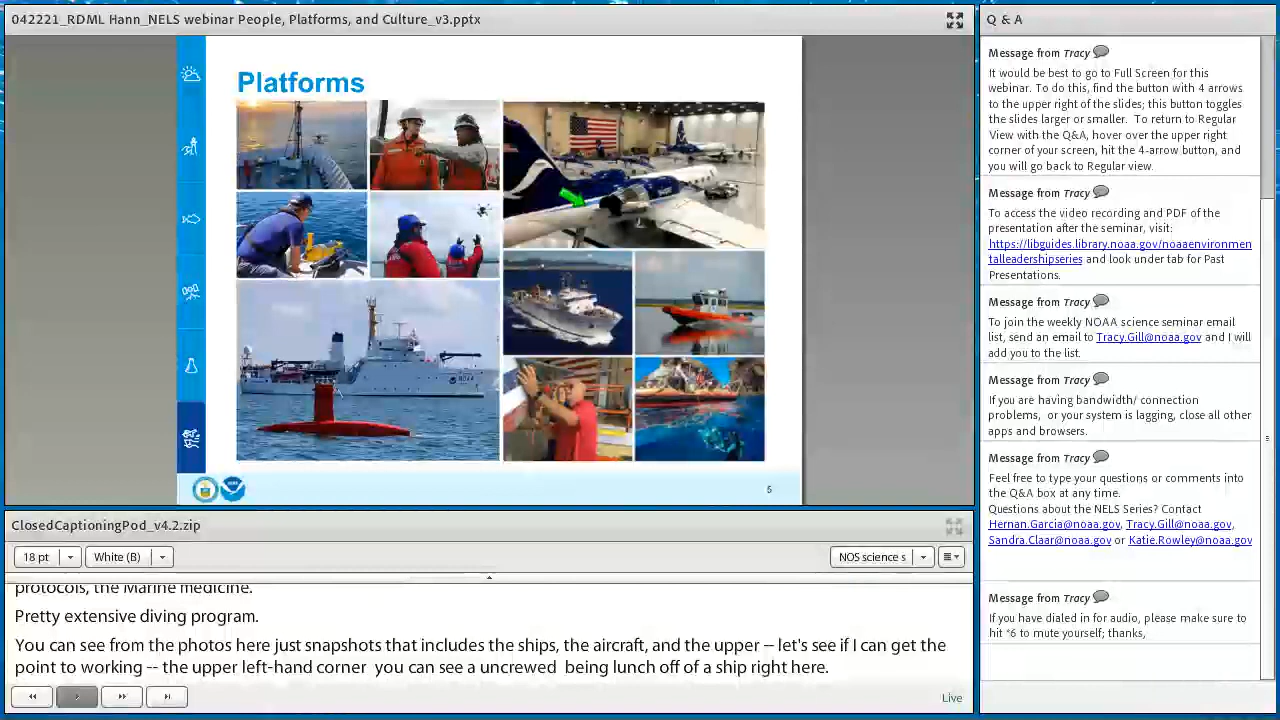 042221_RDML Hann_NELS webinar People, Platforms, and Culture_v3.pptx
Platforms
NOAA
5
ClosedCaptioningPod_v4.2.zip
18 pt
White (B)
NOS science s
protocols, the Marine medicine.
Pretty extensive diving program.
You can see from the photos here just snapshots that includes the ships, the aircraft, and the upper -- let's see if I can get the
point to working -- the upper left-hand corner  you can see a uncrewed  being lunch off of a ship right here.
Live
Q & A
Message from Tracy
It would be best to go to Full Screen for this
webinar. To do this, find the button with 4 arrows
to the upper right of the slides; this button toggles
the slides larger or smaller.  To return to Regular
View with the Q&A, hover over the upper right
corner of your screen, hit the 4-arrow button, and
you will go back to Regular view.
Message from Tracy
To access the video recording and PDF of the
presentation after the seminar, visit:
https://libguides.library.noaa.gov/noaaenvironmen
talleadershipseries and look under tab for Past
Presentations.
Message from Tracy
To join the weekly NOAA science seminar email
list, send an email to Tracy.Gill@noaa.gov and I will
add you to the list.
Message from Tracy
If you are having bandwidth/ connection
problems,  or your system is lagging, close all other
apps and browsers.
Message from Tracy
Feel free to type your questions or comments into
the Q&A box at any time.
Questions about the NELS Series? Contact
Hernan.Garcia@noaa.gov, Tracy.Gill@noaa.gov,
Sandra.Claar@noaa.gov or Katie.Rowley@noaa.gov
Message from Tracy
If you have dialed in for audio, please make sure to
hit *6 to mute yourself; thanks,